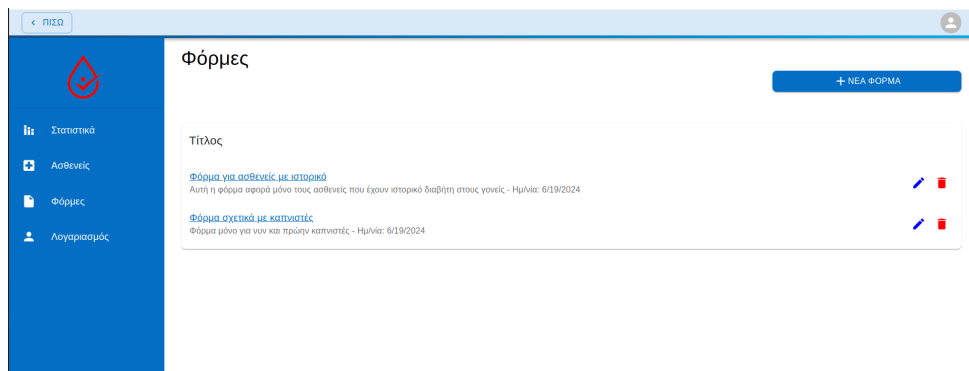 ΠΙΣΩ
Φόρμες
ΝΕΑ ΦΟΡΜΑ
Στατιστικά
Ασθενείς
Φόρμες
Λογαριασμός
Τίτλος
Φόρμα για ασθενείς με ιστορικό
Αυτή η φόρμα αφορά μόνο τους ασθενείς που έχουν ιστορικό διαβήτη στους γονείς - Ημ/νία: 6/19/2024
Φόρμα σχετικά με καπνιστές
Φόρμα μόνο για νυν και πρώην καπνιστές - Ημ/νία: 6/19/2024